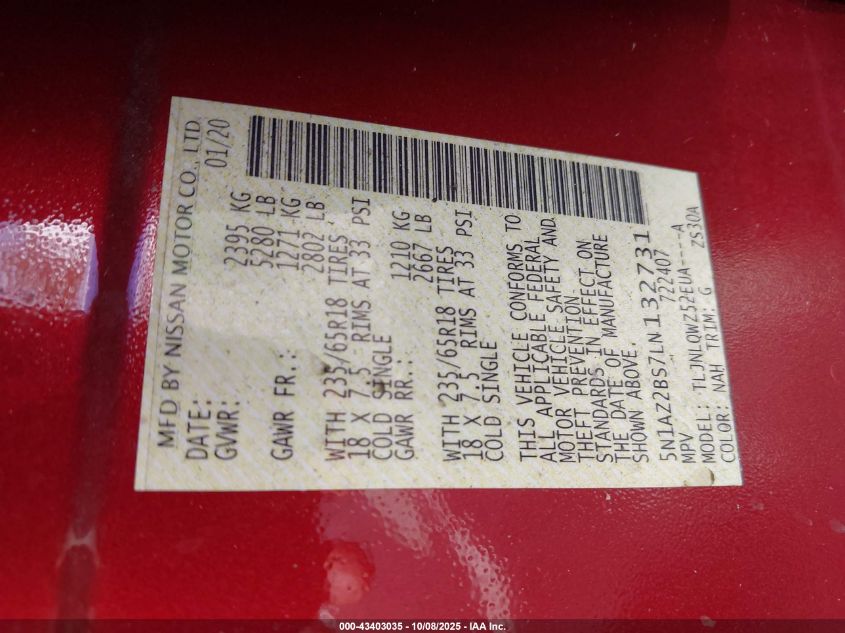 MFD BY NISSAN MOTOR CO., LTD.
DATE: 01/20
GVWR: 2395 KG
5280 LB
GAWR FR.: 1271 KG
2802 LB
WITH 235/65R18 TIRES,
18 X 7.5 RIMS AT 33 PSI
COLD SINGLE
GAWR RR.: 1210 KG
2667 LB
WITH 235/65R18 TIRES
18 X 7.5 RIMS AT 33 PSI
COLD SINGLE
THIS VEHICLE CONFORMS TO
ALL APPLICABLE FEDERAL
MOTOR VEHICLE SAFETY AND
THEFT PREVENTION
STANDARDS IN EFFECT ON
THE DATE OF MANUFACTURE
SHOWN ABOVE.
5N1AZ2BS7LN132731
MPV 722407
MODEL: TLJNLQWZ52EUA----A
COLOR: NAH TRIM: G ZS30A
000-43403035 - 10/08/2025 - IAA Inc.